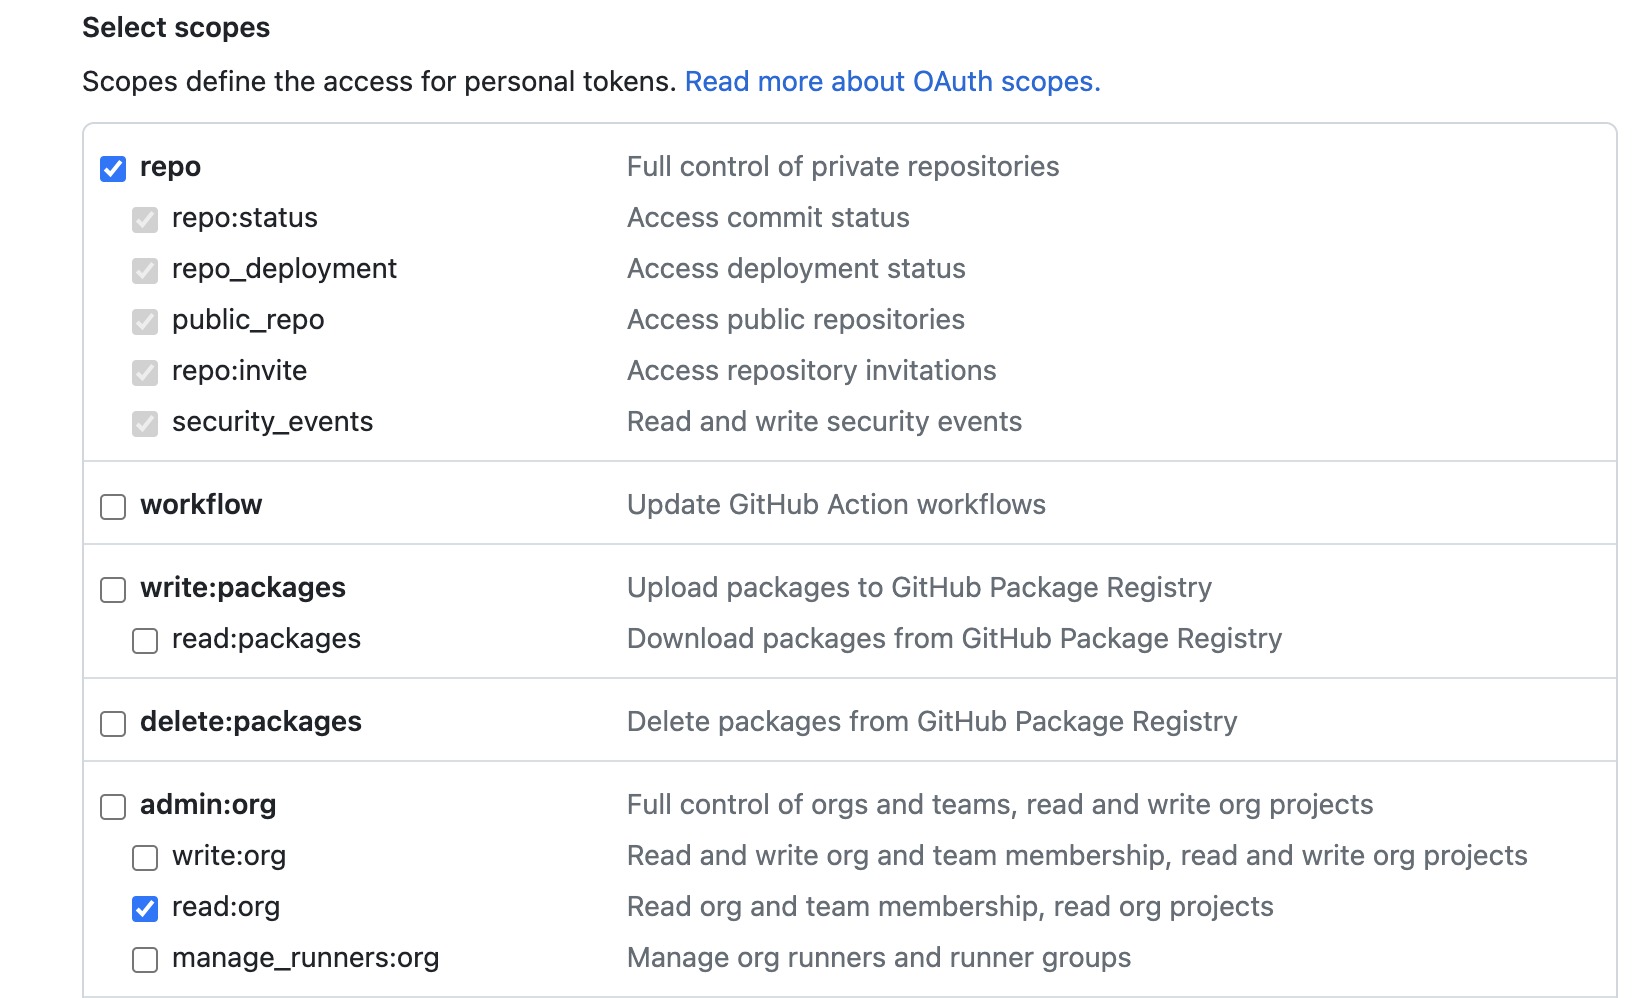 Select scopes
Scopes define the access for personal tokens. Read more about OAuth scopes.
repo Full control of private repositories
repo:status Access commit status
repo_deployment Access deployment status
public_repo Access public repositories
repo:invite Access repository invitations
security_events Read and write security events
workflow Update GitHub Action workflows
write:packages Upload packages to GitHub Package Registry
read:packages Download packages from GitHub Package Registry
delete:packages Delete packages from GitHub Package Registry
admin:org Full control of orgs and teams, read and write org projects
write:org Read and write org and team membership, read and write org projects
read:org Read org and team membership, read org projects
manage_runners:org Manage org runners and runner groups